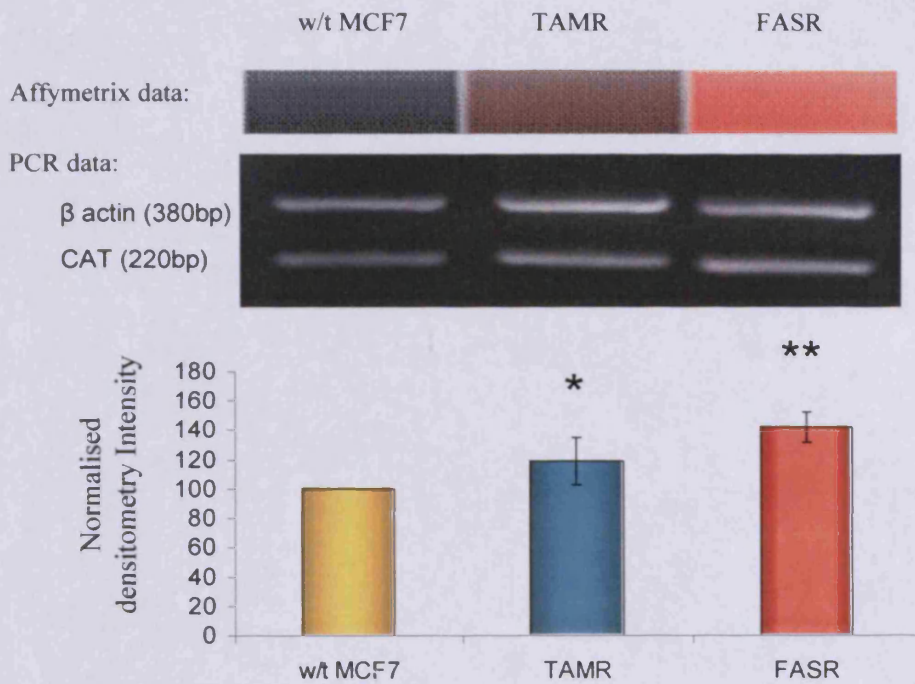 w/t MCF7 TAMR FASR
Affymetrix data:
PCR data:
β actin (380bp)
CAT (220bp)
**
*
180
160
140
120
100
80
60
40
20
0
Normalised
densitometry Intensity
w/t MCF7 TAMR FASR